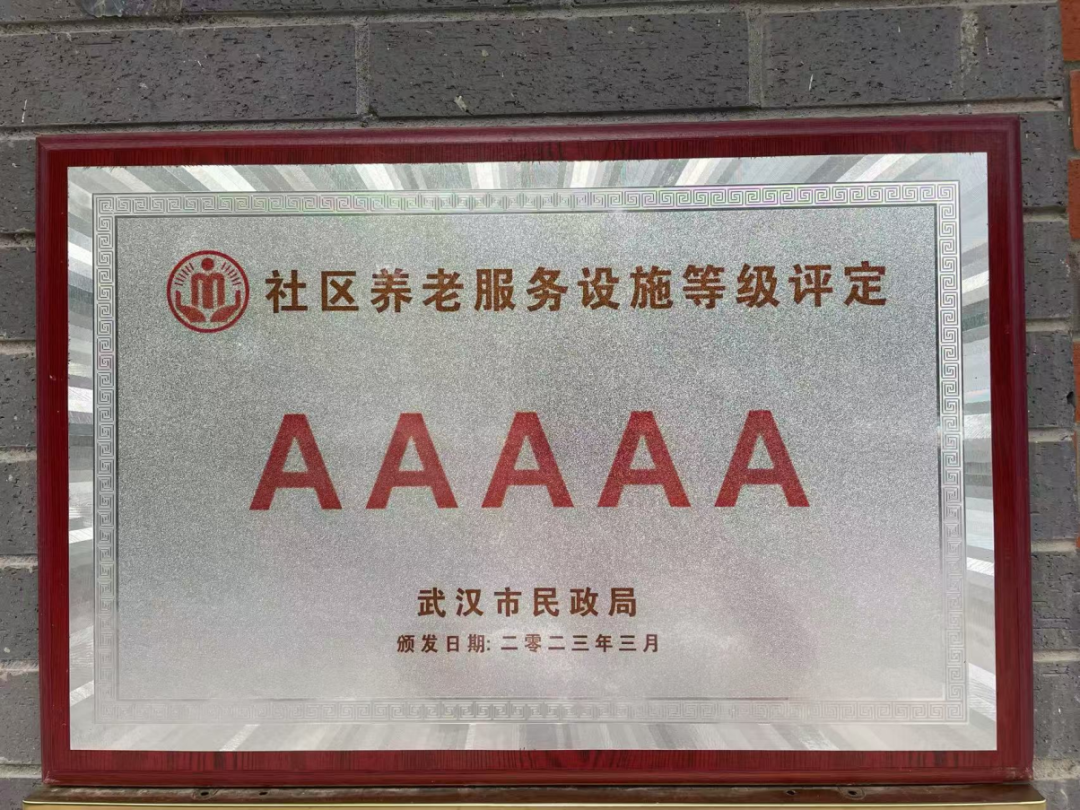 社区养老服务设施等级评定
AAAAA
武汉市民政局
颁发日期: 二零二三年三月